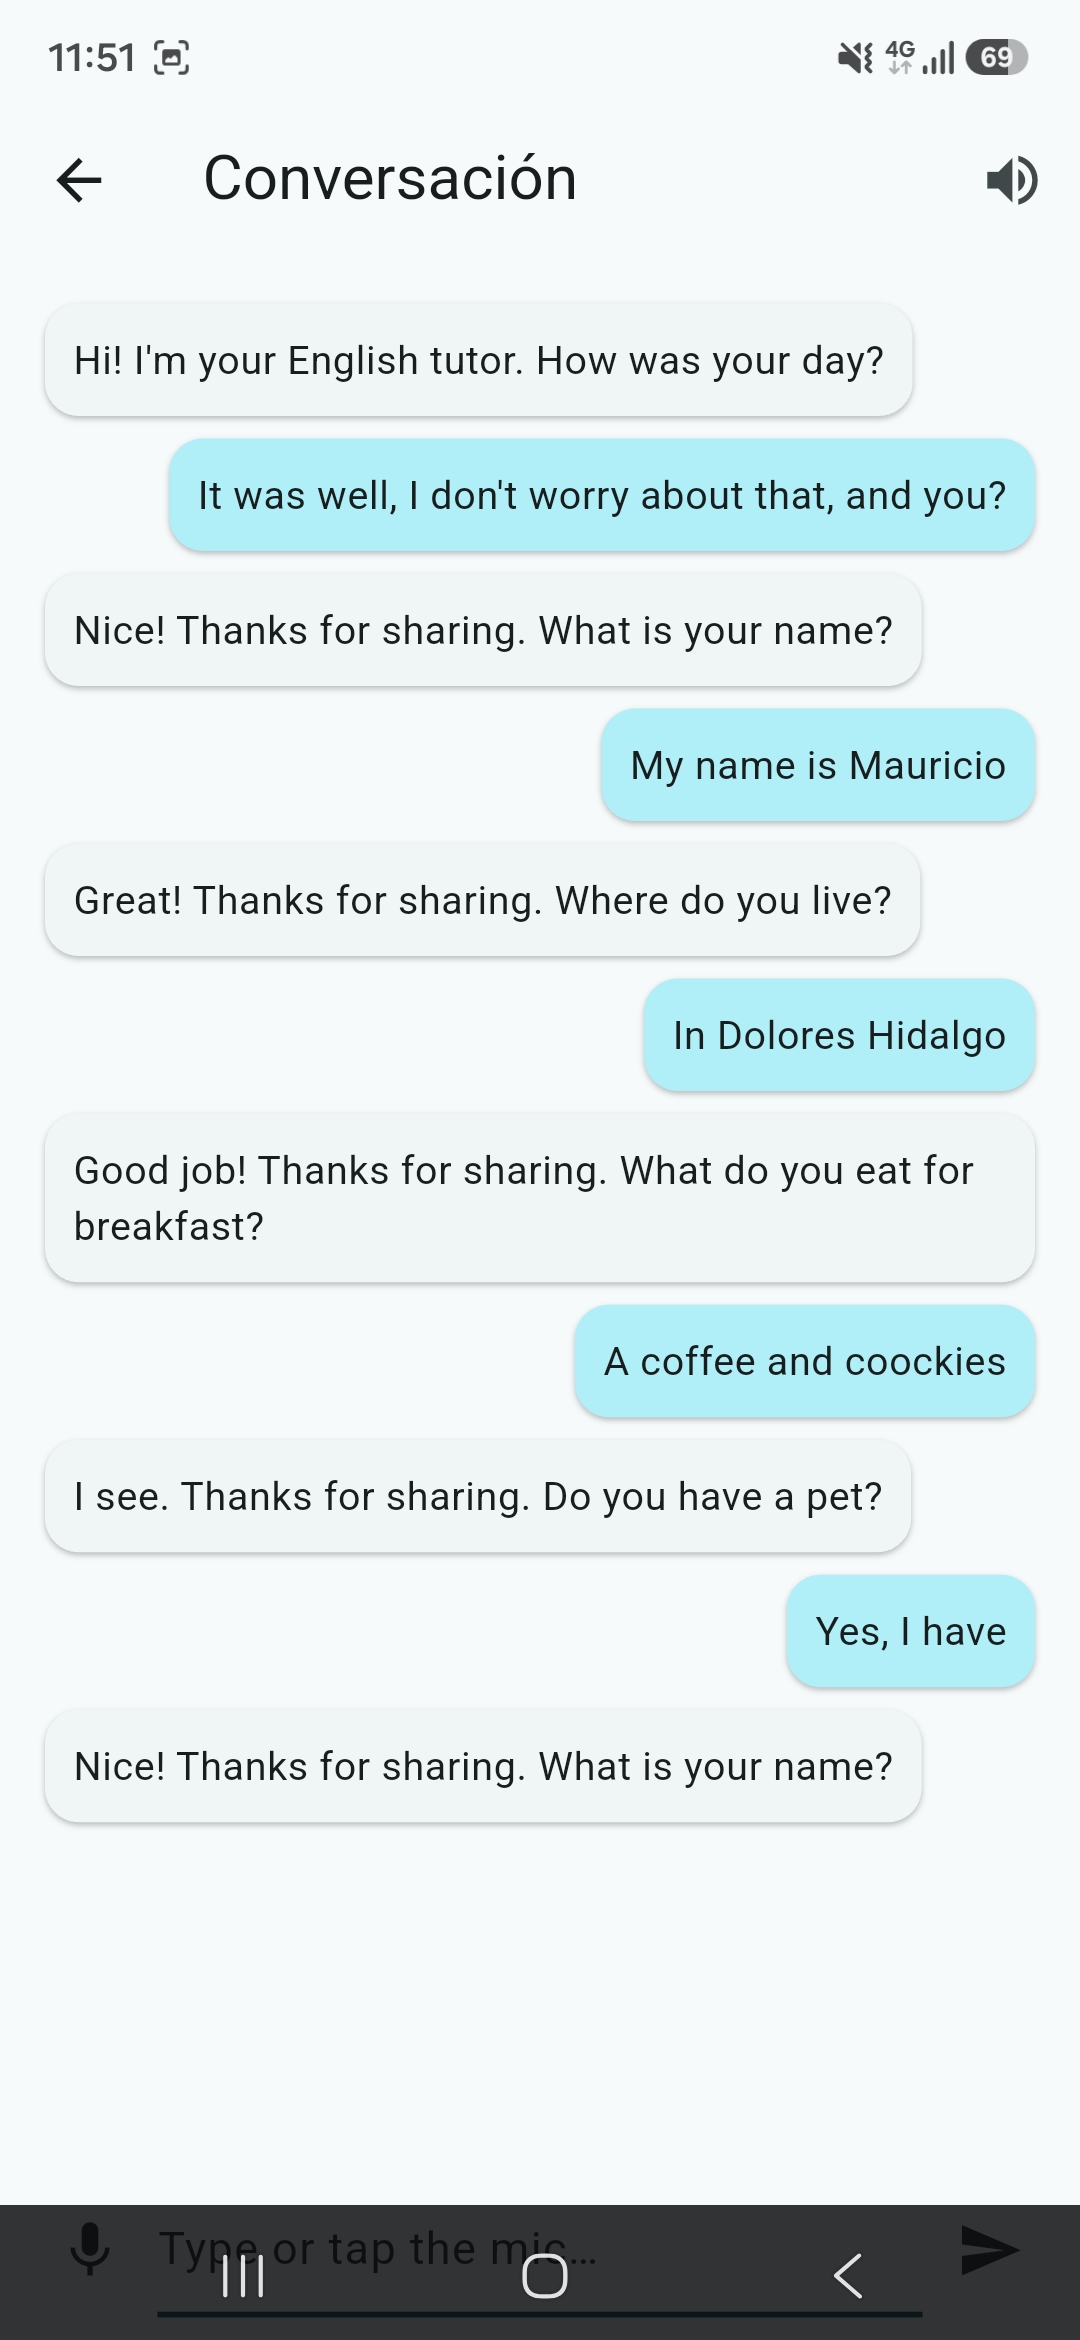 11:51
4G
69
Conversación
Hi! I'm your English tutor. How was your day?
It was well, I don't worry about that, and you?
Nice! Thanks for sharing. What is your name?
My name is Mauricio
Great! Thanks for sharing. Where do you live?
In Dolores Hidalgo
Good job! Thanks for sharing. What do you eat for
breakfast?
A coffee and coockies
I see. Thanks for sharing. Do you have a pet?
Yes, I have
Nice! Thanks for sharing. What is your name?
Type or tap the mic...